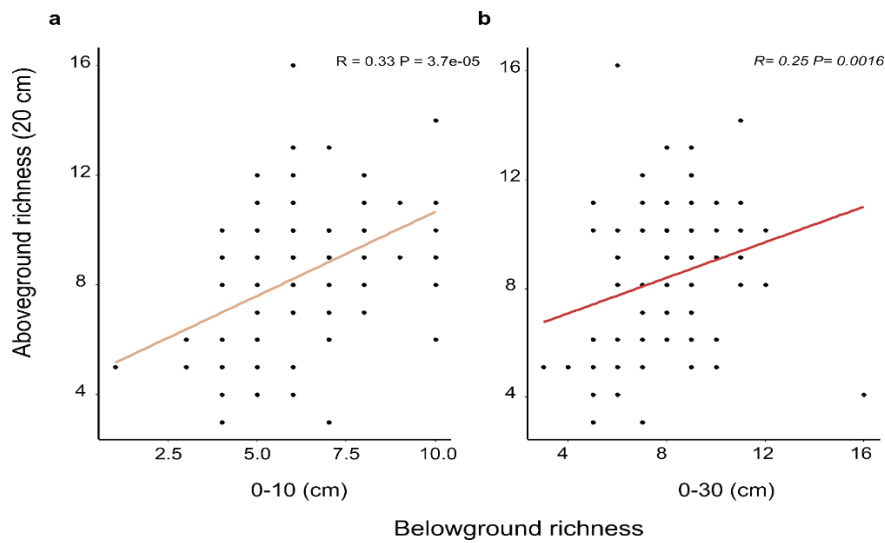 a
b
R = 0.33 P = 3.7e-05
R= 0.25 P= 0.0016
Aboveground richness (20 cm)
16
12
8
4
16
12
8
4
2.5 5.0 7.5 10.0
4 8 12 16
0-10 (cm)
0-30 (cm)
Belowground richness